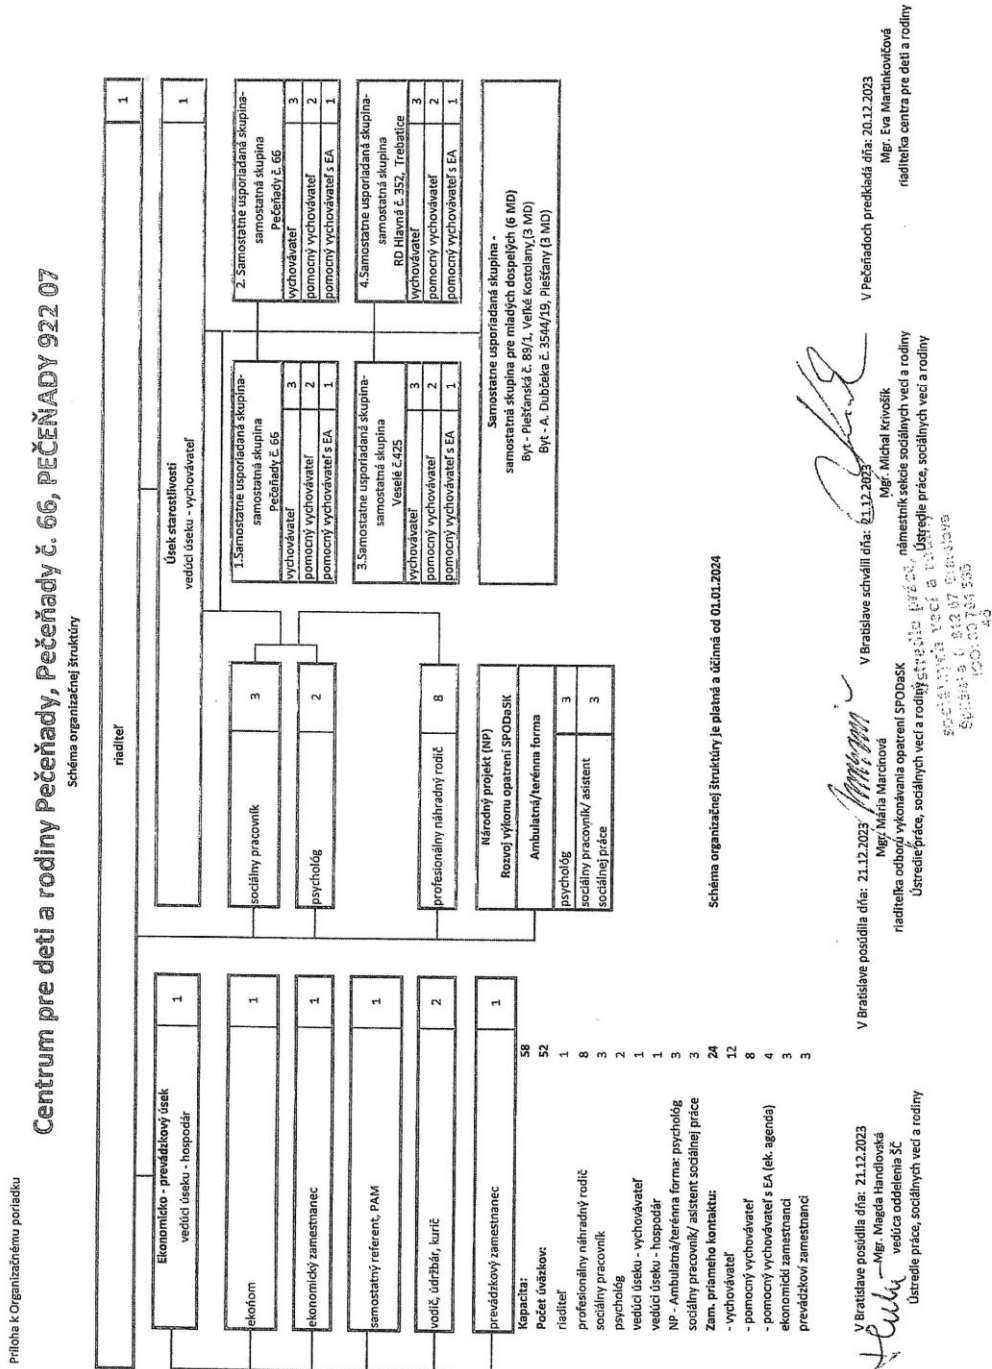 Príloha k Organizačnému poriadku
Centrum pre deti a rodiny Pečeňady, Pečeňady č. 66, PEČEŇADY 922 07
Schéma organizačnej štruktúry
riaditeľ 1
Ekonomicko - prevádzkový úsek
vedúci úseku - hospodár 1
ekonóm 1
ekonomický zamestnanec 1
samostatný referent, PAM 1
vodič, údržbár, kurič 2
prevádzkový zamestnanec 1
Úsek starostlivosti
vedúci úseku - vychovávateľ 1
sociálny pracovník 3
psychológ 2
profesionálny náhradný rodič 8
Národný projekt (NP)
Rozvoj výkonu opatrení SPODaSK
Ambulatná/terénna forma
psychológ 3
sociálny pracovník/ asistent
sociálnej práce 3
1.Samostatne usporiadaná skupina-
samostatná skupina
Pečeňady č. 66
vychovávateľ 3
pomocný vychovávateľ 2
pomocný vychovávateľ s EA 1
2. Samostatne usporiadaná skupina-
samostatná skupina
Pečeňady č. 66
vychovávateľ 3
pomocný vychovávateľ 2
pomocný vychovávateľ s EA 1
3.Samostatne usporiadaná skupina-
samostatná skupina
Veselé č.425
vychovávateľ 3
pomocný vychovávateľ 2
pomocný vychovávateľ s EA 1
4.Samostatne usporiadaná skupina-
samostatná skupina
RD Hlavná č. 352, Trebatice
vychovávateľ 3
pomocný vychovávateľ 2
pomocný vychovávateľ s EA 1
Samostatne usporiadaná skupina -
samostatná skupina pre mladých dospelých (6 MD)
Byt - Piešťanská č. 89/1, Veľké Kostolany,(3 MD)
Byt - A. Dubčeka č. 3544/19, Piešťany (3 MD)
Kapacita: 58
Počet úväzkov: 52
riaditeľ 1
profesionálny náhradný rodič 8
sociálny pracovník 3
psychológ 2
vedúci úseku - vychovávateľ 1
vedúci úseku - hospodár 1
NP - Ambulatná/terénna forma: psychológ 3
sociálny pracovník/ asistent sociálnej práce 3
Zam. priameho kontaktu: 24
- vychovávateľ 12
- pomocný vychovávateľ 8
- pomocný vychovávateľ s EA (ek. agenda) 4
ekonomickí zamestnanci 3
prevádzkoví zamestnanci 3
Schéma organizačnej štruktúry je platná a účinná od 01.01.2024
V Bratislave posúdila dňa: 21.12.2023
Mgr. Magda Handlovská
vedúca oddelenia ŠČ
Ústredie práce, sociálnych vecí a rodiny
V Bratislave posúdila dňa: 21.12.2023
Mgr. Mária Marcinová
riaditeľka odboru vykonávania opatrení SPODaSK
Ústredie práce, sociálnych vecí a rodiny
V Bratislave schválil dňa: 21.12.2023
Mgr. Michal Krivošík
námestník sekcie sociálnych vecí a rodiny
Ústredie práce, sociálnych vecí a rodiny
Ústredie práce,
sociálnych vecí a rodiny
812 67 Bratislava
V Pečeňadoch predkladá dňa: 20.12.2023
Mgr. Eva Martinkovičová
riaditeľka centra pre deti a rodiny